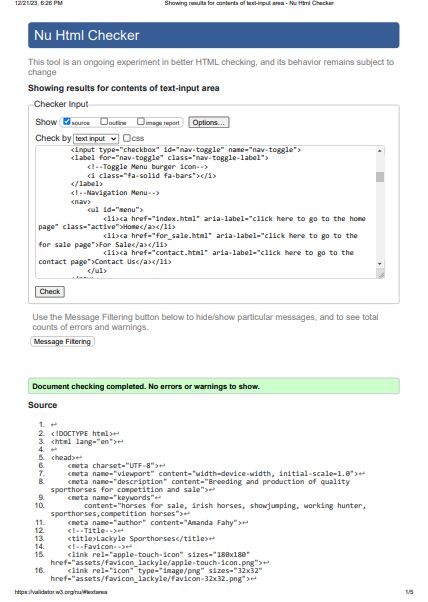 12/21/23, 6:26 PM
Showing results for contents of text-input area - Nu Html Checker
Nu Html Checker
This tool is an ongoing experiment in better HTML checking, and its behavior remains subject to
change
Showing results for contents of text-input area
Checker Input
Show source outline image report Options...
Check by text input css
<input type="checkbox" id="nav-toggle" name="nav-toggle">
<label for="nav-toggle" class="nav-toggle-label">
<!--Toggle Menu burger icon-->
<i class="fa-solid fa-bars"></i>
</label>
<!--Navigation Menu-->
<nav>
<ul id="menu">
<li><a href="index.html" aria-label="click here to go to the home
page" class="active">Home</a></li>
<li><a href="for_sale.html" aria-label="click here to go to the
for sale page">For Sale</a></li>
<li><a href="contact.html" aria-label="click here to go to the
contact page">Contact Us</a></li>
</ul>
Check
Use the Message Filtering button below to hide/show particular messages, and to see total
counts of errors and warnings.
Message Filtering
Document checking completed. No errors or warnings to show.
Source
1. ↩
2. <!DOCTYPE html>↩
3. <html lang="en">↩
4. ↩
5. <head>↩
6. <meta charset="UTF-8">↩
7. <meta name="viewport" content="width=device-width, initial-scale=1.0">↩
8. <meta name="description" content="Breeding and production of quality
sporthorses for competition and sale">↩
9. <meta name="keywords"↩
10. content="horses for sale, irish horses, showjumping, working hunter,
sporthorses,competition horses">↩
11. <meta name="author" content="Amanda Fahy">↩
12. <!--Title-->↩
13. <title>Lackyle Sporthorses</title>↩
14. <!--Favicon-->↩
15. <link rel="apple-touch-icon" sizes="180x180"
href="assets/favicon_lackyle/apple-touch-icon.png">↩
16. <link rel="icon" type="image/png" sizes="32x32"
href="assets/favicon_lackyle/favicon-32x32.png">↩
https://validator.w3.org/nu/#textarea
1/5